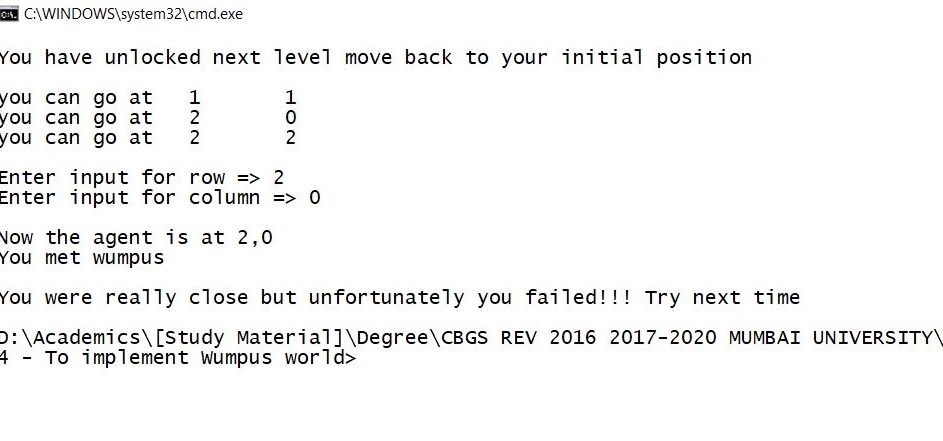 C:\WINDOWS\system32\cmd.exe
You have unlocked next level move back to your initial position
you can go at 1 1
you can go at 2 0
you can go at 2 2
Enter input for row => 2
Enter input for column => 0
Now the agent is at 2,0
You met wumpus
You were really close but unfortunately you failed!!! Try next time
D:\Academics\[Study Material]\Degree\CBGS REV 2016 2017-2020 MUMBAI UNIVERSITY\
4 - To implement Wumpus world>